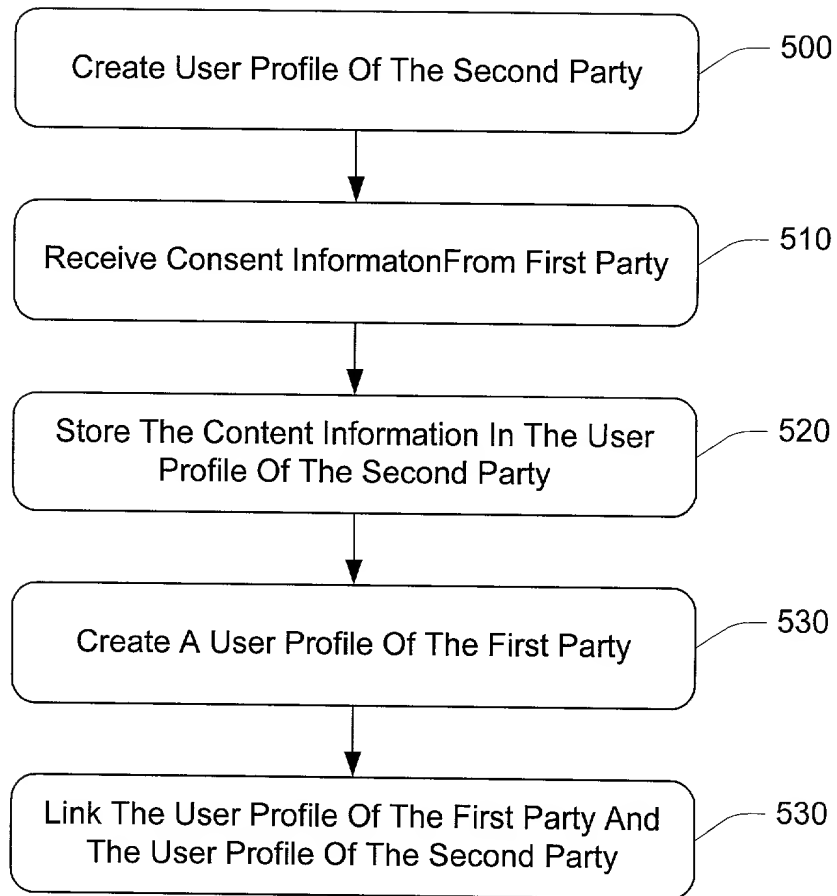 Create User Profile Of The Second Party
500
Receive Consent InformatonFrom First Party
510
Store The Content Information In The User
Profile Of The Second Party
520
Create A User Profile Of The First Party
530
Link The User Profile Of The First Party And
The User Profile Of The Second Party
530